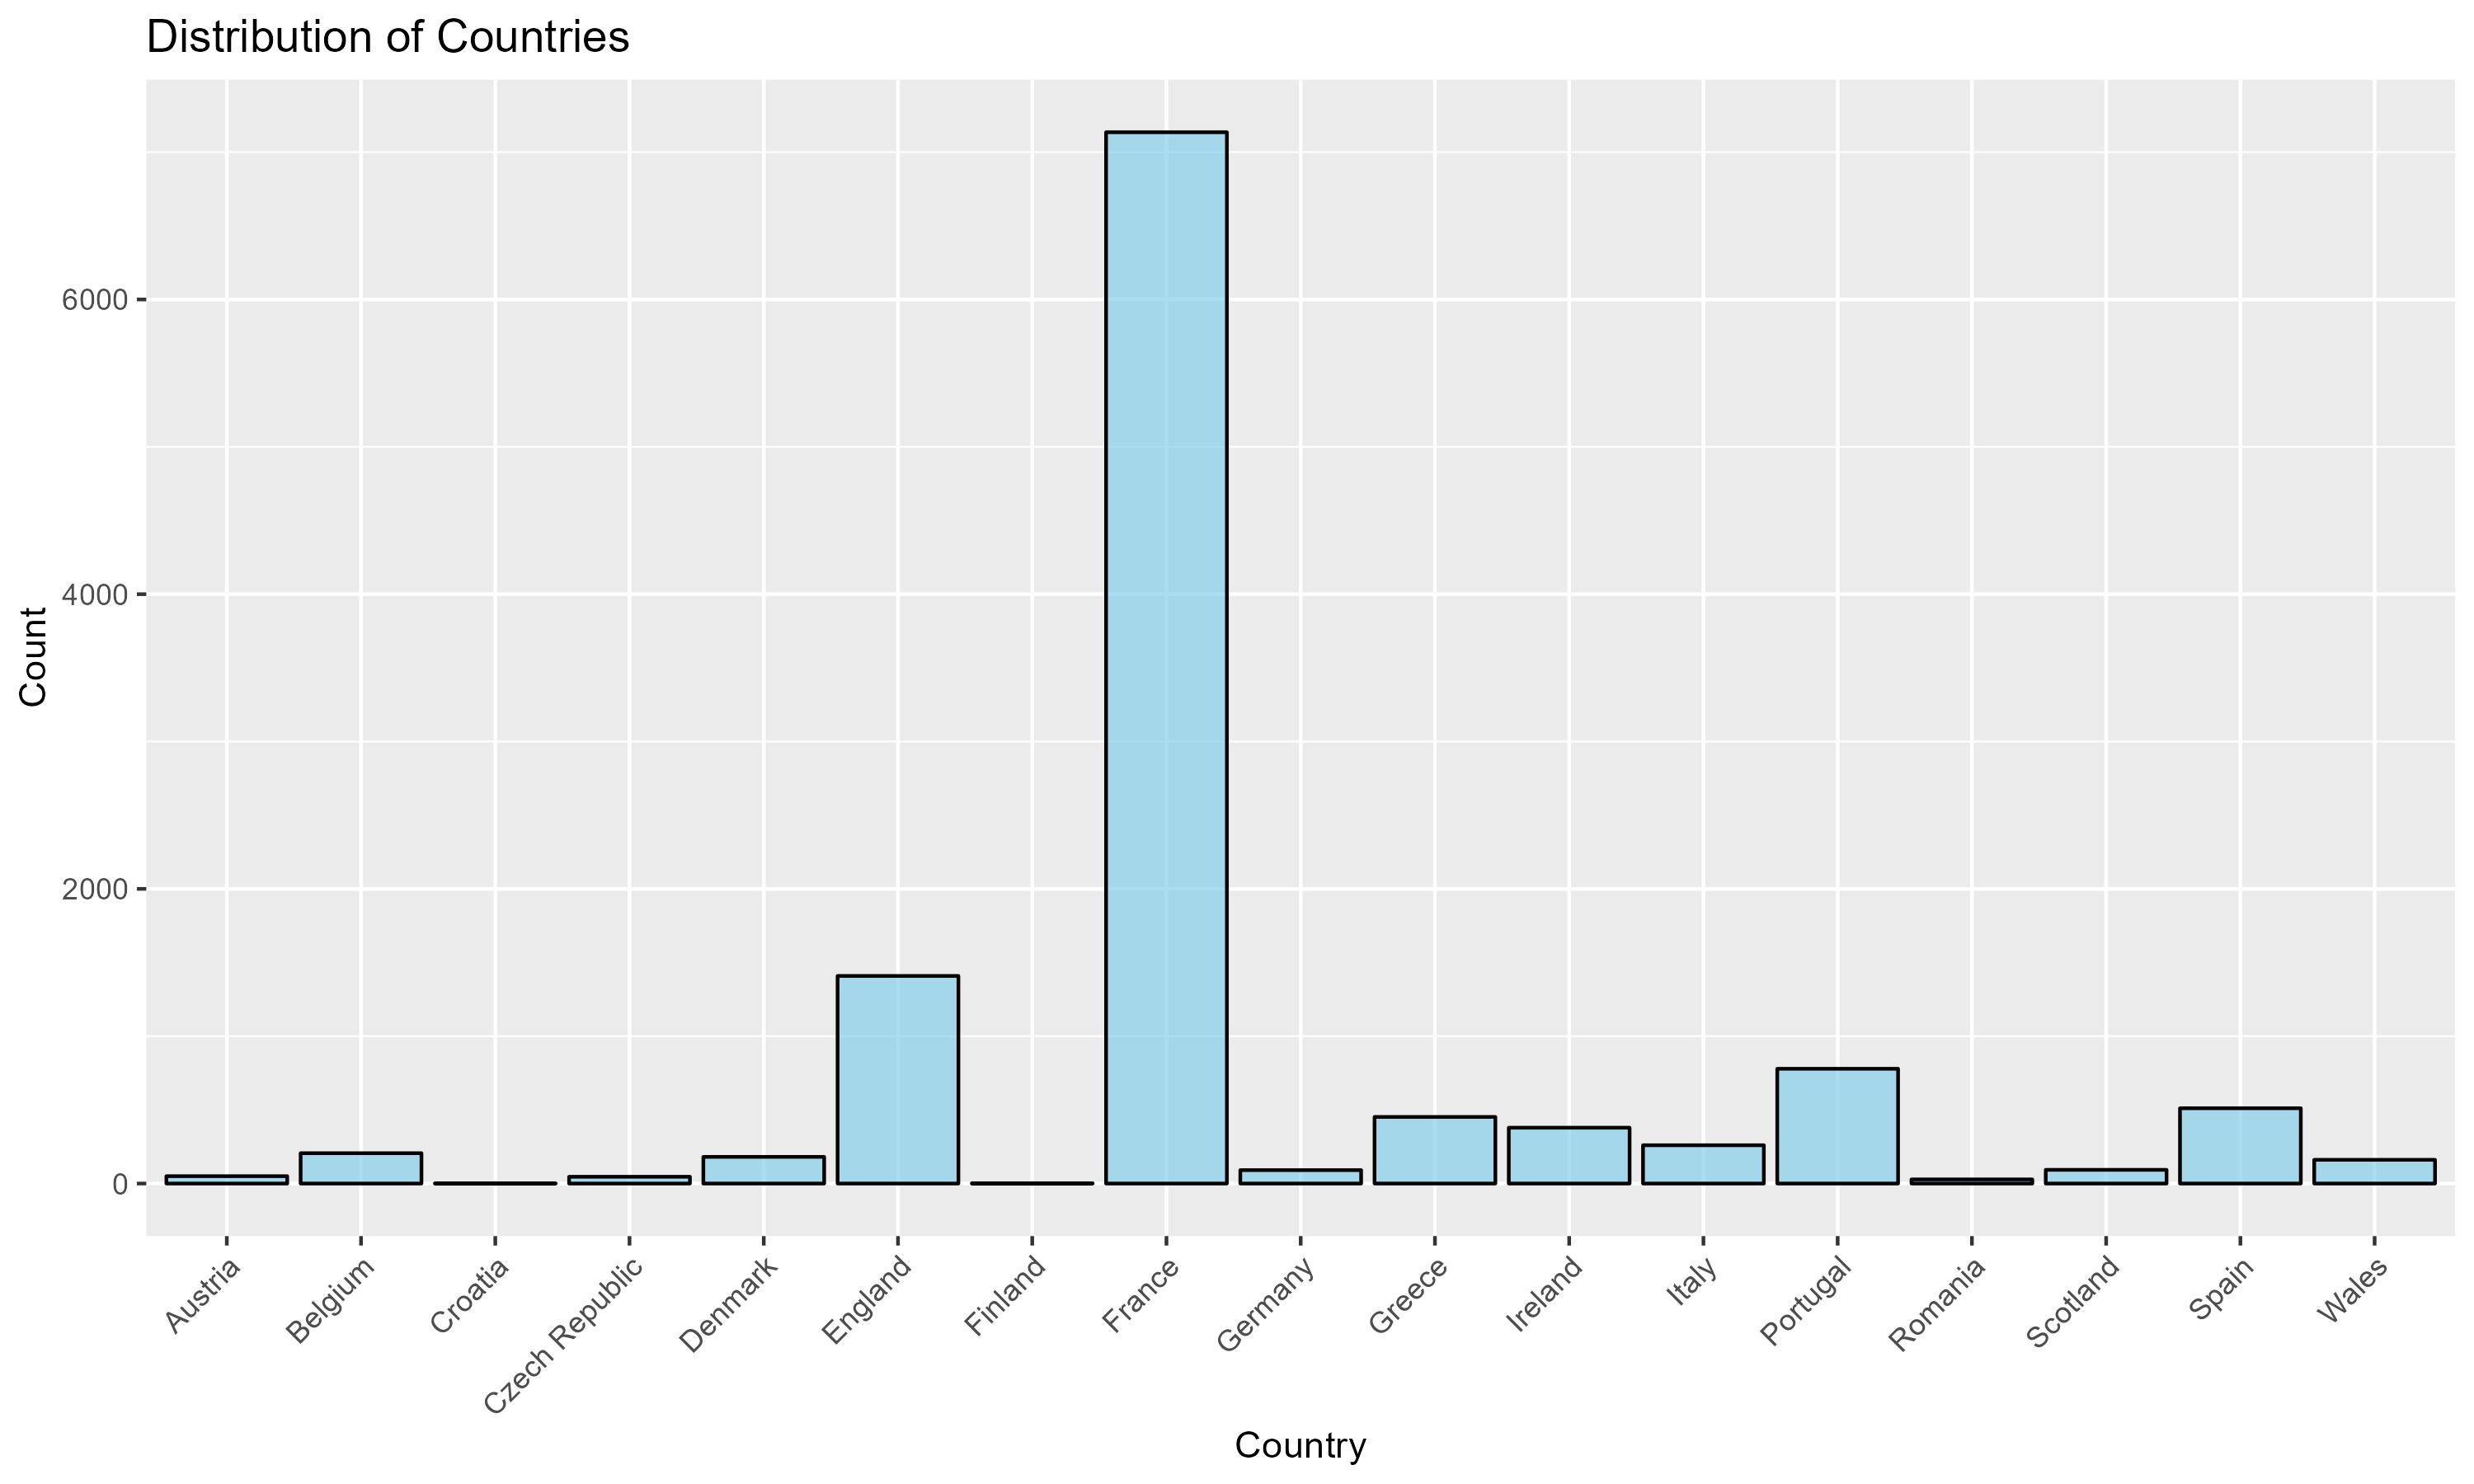 Distribution of Countries
Count
6000
4000
2000
0
Austria
Belgium
Croatia
Czech Republic
Denmark
England
Finland
France
Germany
Greece
Ireland
Italy
Portugal
Romania
Scotland
Spain
Wales
Country